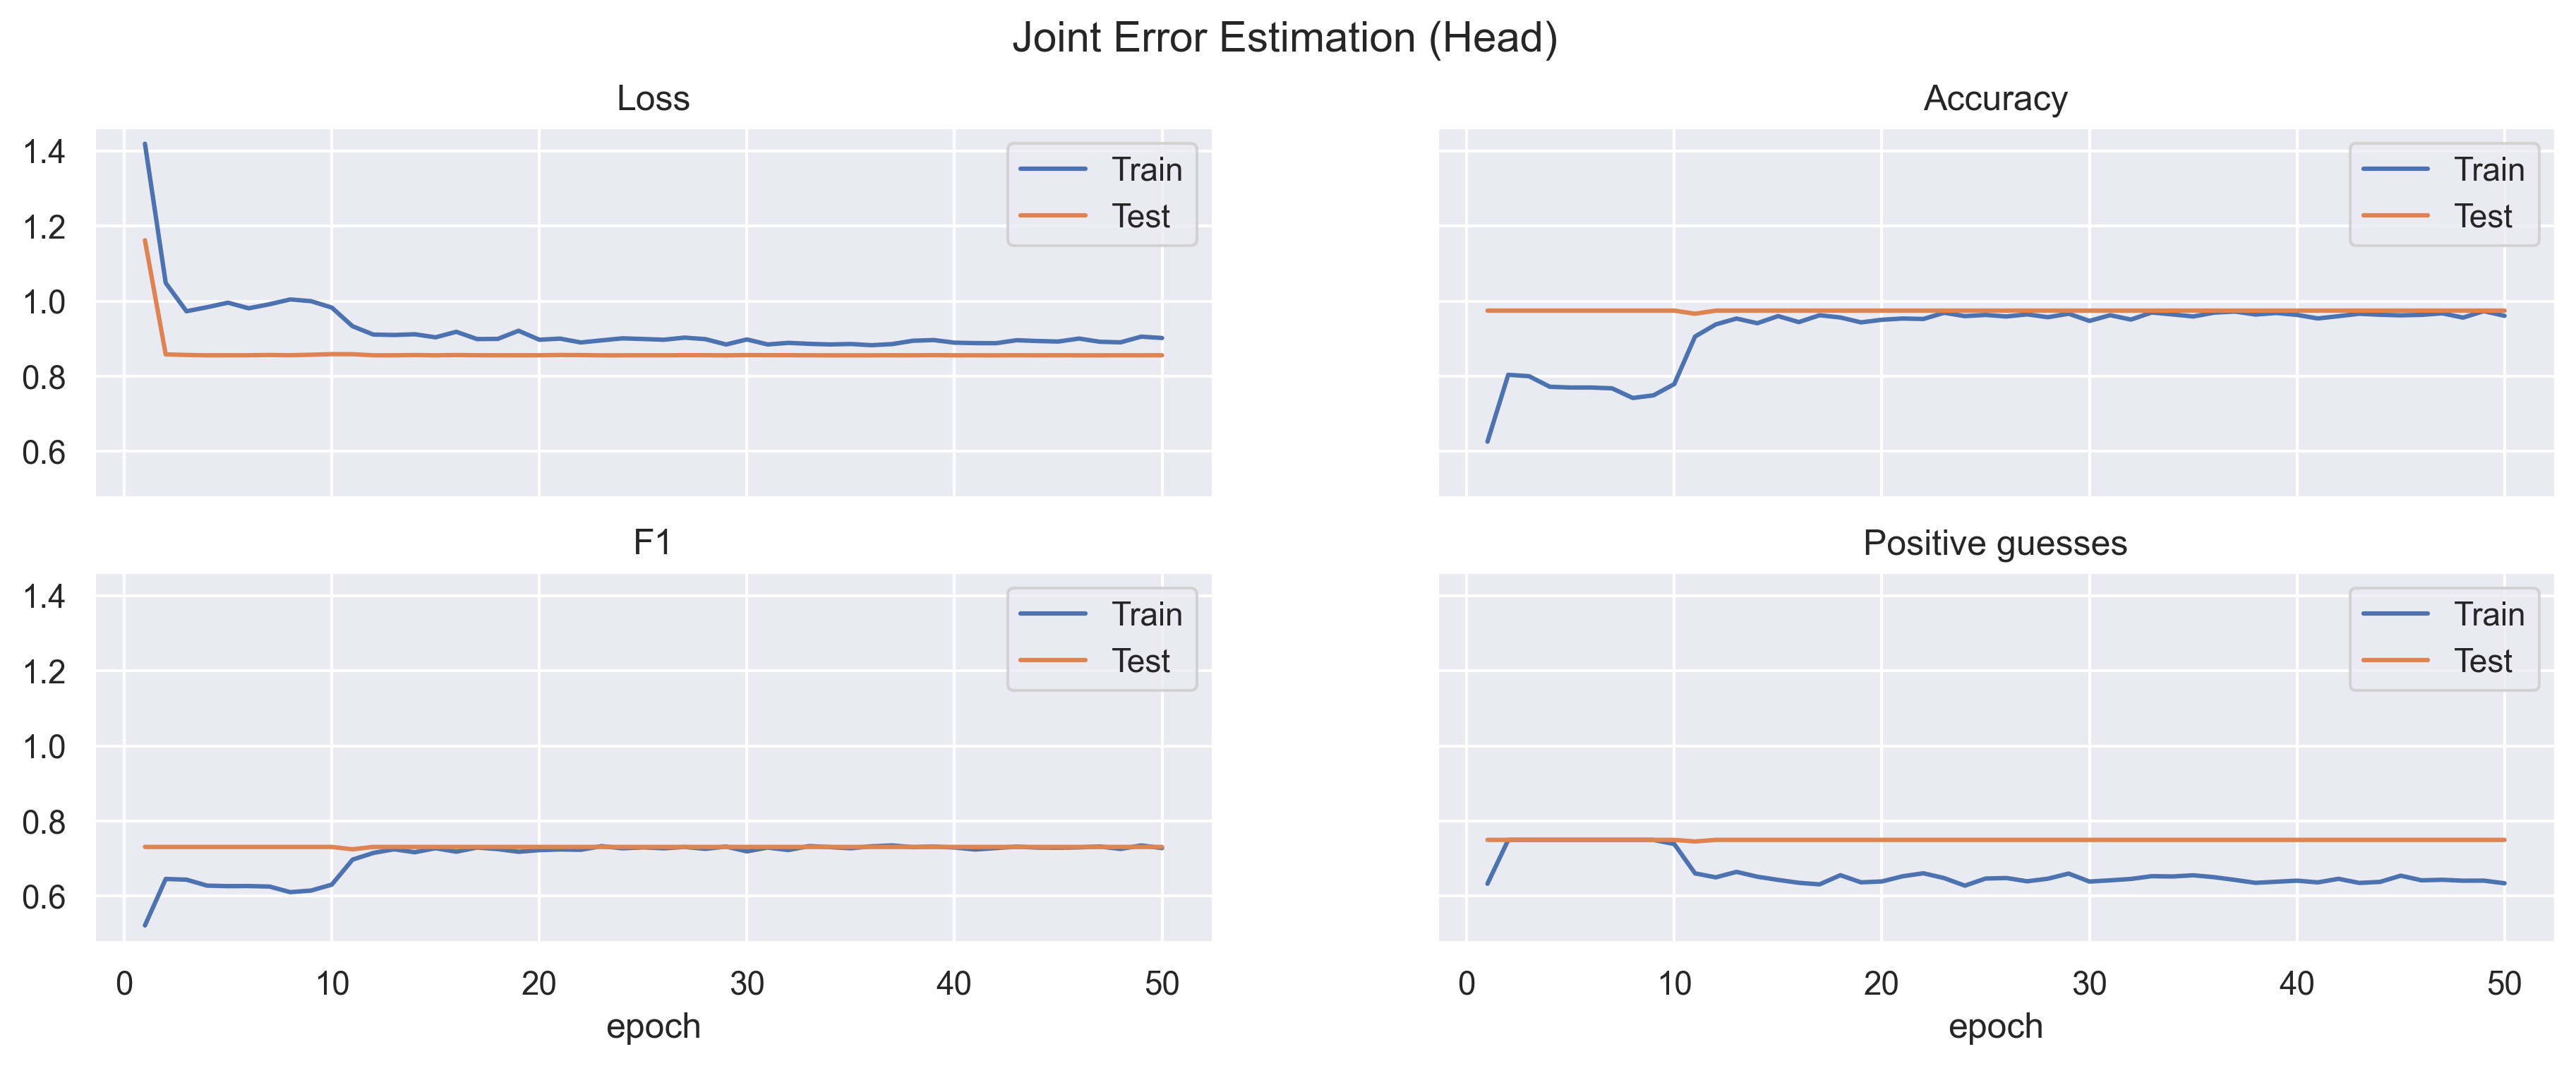 Joint Error Estimation (Head)
Loss
1.4
1.2
1.0
0.8
0.6
Train
Test
Accuracy
Train
Test
F1
1.4
1.2
1.0
0.8
0.6
Train
Test
0 10 20 30 40 50
epoch
Positive guesses
Train
Test
0 10 20 30 40 50
epoch